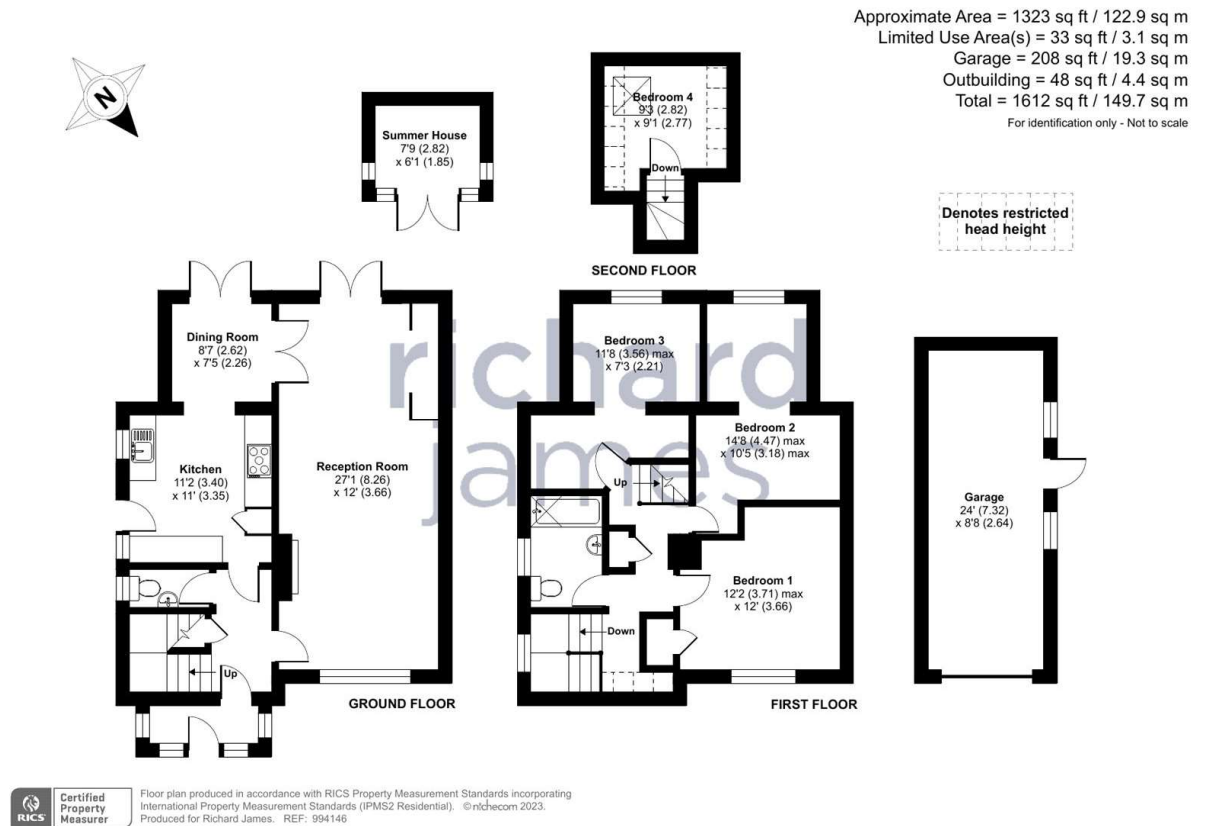 Approximate Area = 1323 sq ft / 122.9 sq m
Limited Use Area(s) = 33 sq ft / 3.1 sq m
Garage = 208 sq ft / 19.3 sq m
Outbuilding = 48 sq ft / 4.4 sq m
Total = 1612 sq ft / 149.7 sq m
For identification only - Not to scale
N
Summer House
7'9 (2.82)
x 6'1 (1.85)
Bedroom 4
9'3 (2.82)
x 9'1 (2.77)
Down
SECOND FLOOR
Denotes restricted
head height
richard
james
Dining Room
8'7 (2.62)
x 7'5 (2.26)
Kitchen
11'2 (3.40)
x 11' (3.35)
Reception Room
27'1 (8.26)
x 12' (3.66)
Up
GROUND FLOOR
Bedroom 3
11'8 (3.56) max
x 7'3 (2.21)
Bedroom 2
14'8 (4.47) max
x 10'5 (3.18) max
Up
Bedroom 1
12'2 (3.71) max
x 12' (3.66)
Down
FIRST FLOOR
Garage
24' (7.32)
x 8'8 (2.64)
RICS
Certified
Property
Measurer
Floor plan produced in accordance with RICS Property Measurement Standards incorporating
International Property Measurement Standards (IPMS2 Residential). © nichecom 2023.
Produced for Richard James. REF: 994146